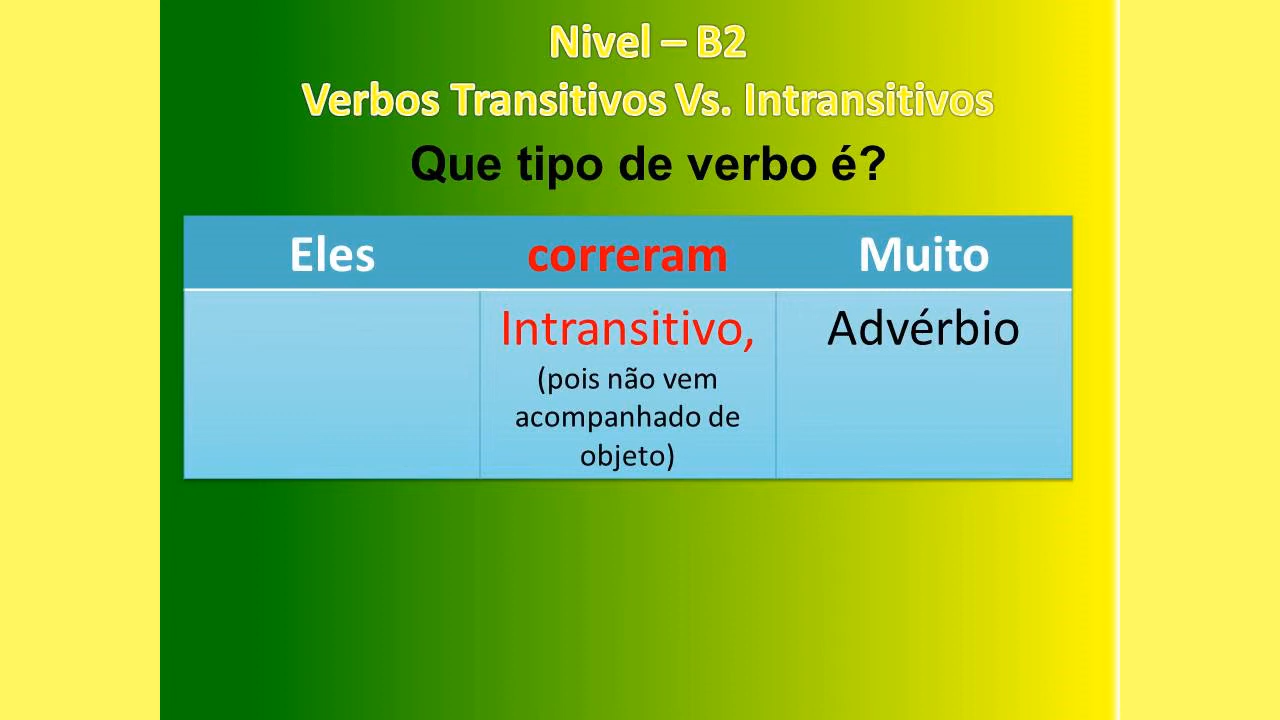 Nivel – B2
Verbos Transitivos Vs. Intransitivos
Que tipo de verbo é?
Eles correram Muito
Intransitivo, Advérbio
(pois não vem
acompanhado de
objeto)